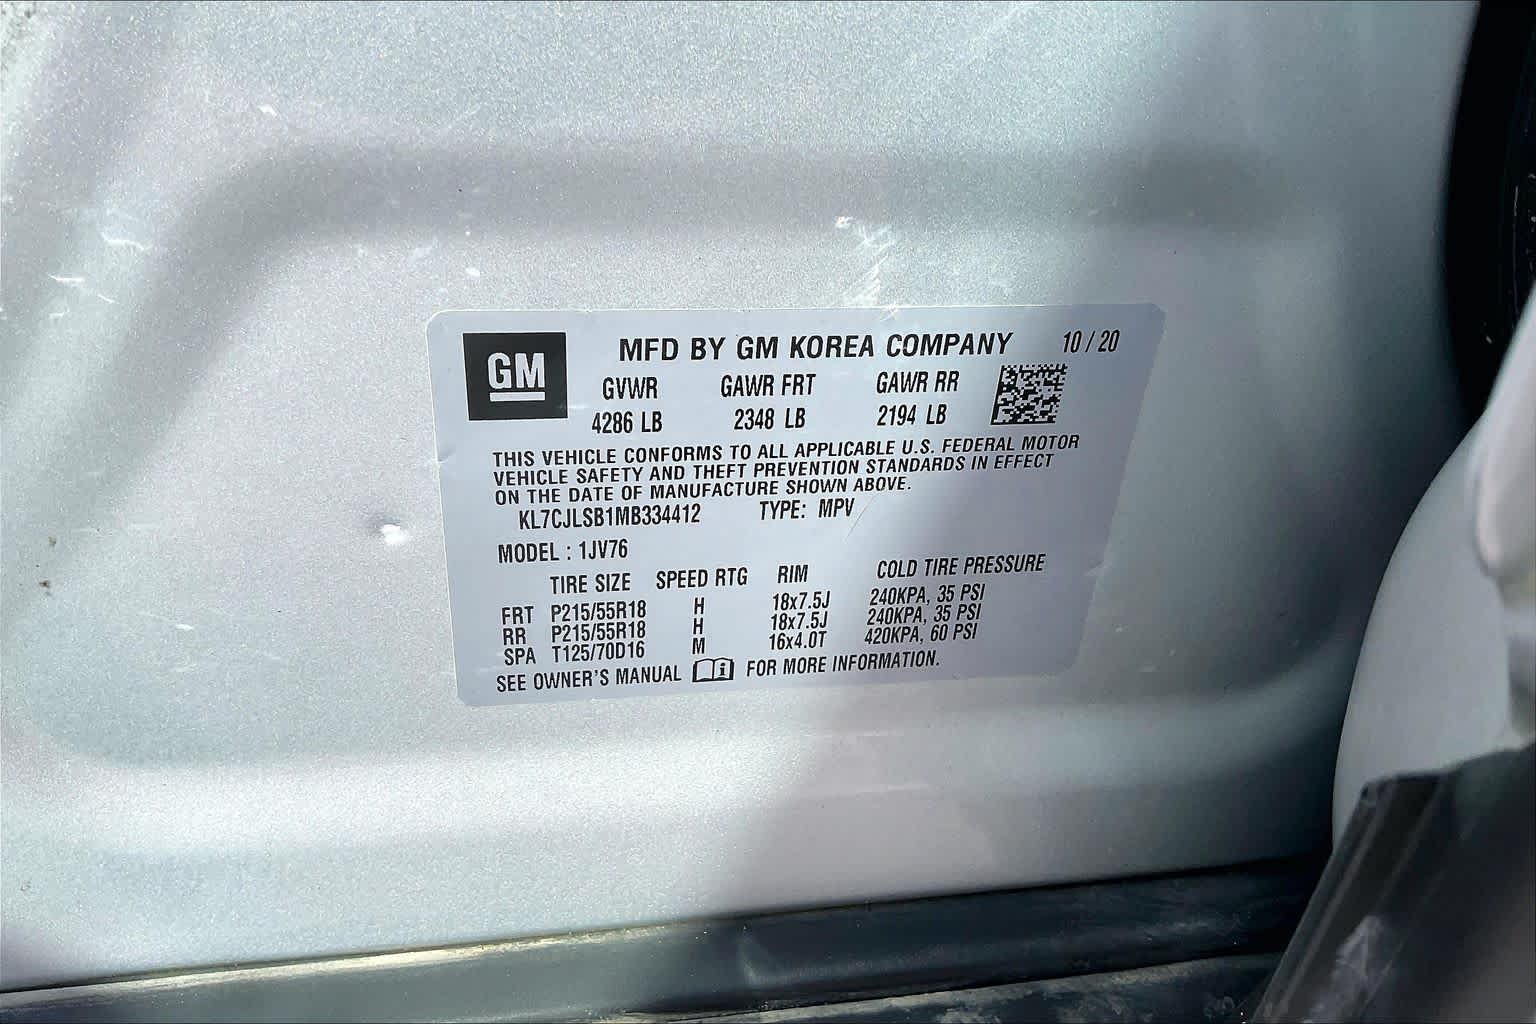 GM
MFD BY GM KOREA COMPANY 10 / 20
GVWR GAWR FRT GAWR RR
4286 LB 2348 LB 2194 LB
THIS VEHICLE CONFORMS TO ALL APPLICABLE U.S. FEDERAL MOTOR
VEHICLE SAFETY AND THEFT PREVENTION STANDARDS IN EFFECT
ON THE DATE OF MANUFACTURE SHOWN ABOVE.
KL7CJLSB1MB334412 TYPE: MPV
MODEL : 1JV76
TIRE SIZE SPEED RTG RIM COLD TIRE PRESSURE
FRT P215/55R18 H 18x7.5J 240KPA, 35 PSI
RR P215/55R18 H 18x7.5J 240KPA, 35 PSI
SPA T125/70D16 M 16x4.0T 420KPA, 60 PSI
SEE OWNER'S MANUAL i FOR MORE INFORMATION.